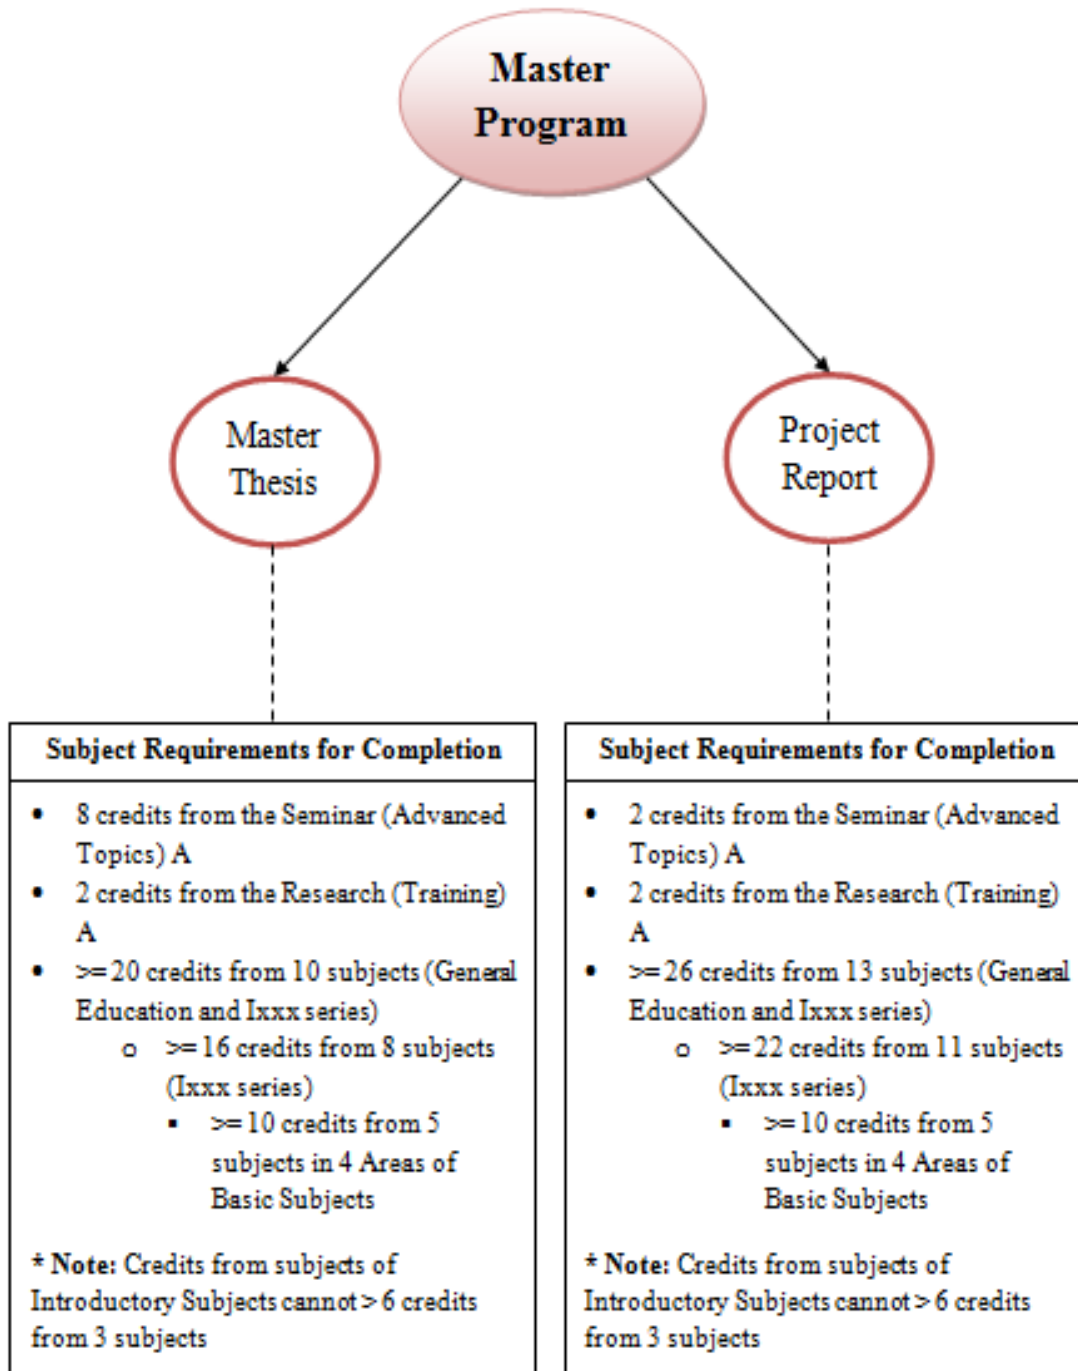 Master
Program
Master
Thesis
Project
Report
Subject Requirements for Completion
• 8 credits from the Seminar (Advanced
Topics) A
• 2 credits from the Research (Training)
A
• >= 20 credits from 10 subjects (General
Education and Ixxx series)
o >= 16 credits from 8 subjects
(Ixxx series)
▪ >= 10 credits from 5
subjects in 4 Areas of
Basic Subjects
* Note: Credits from subjects of
Introductory Subjects cannot > 6 credits
from 3 subjects
Subject Requirements for Completion
• 2 credits from the Seminar (Advanced
Topics) A
• 2 credits from the Research (Training)
A
• >= 26 credits from 13 subjects (General
Education and Ixxx series)
o >= 22 credits from 11 subjects
(Ixxx series)
▪ >= 10 credits from 5
subjects in 4 Areas of
Basic Subjects
* Note: Credits from subjects of
Introductory Subjects cannot > 6 credits
from 3 subjects